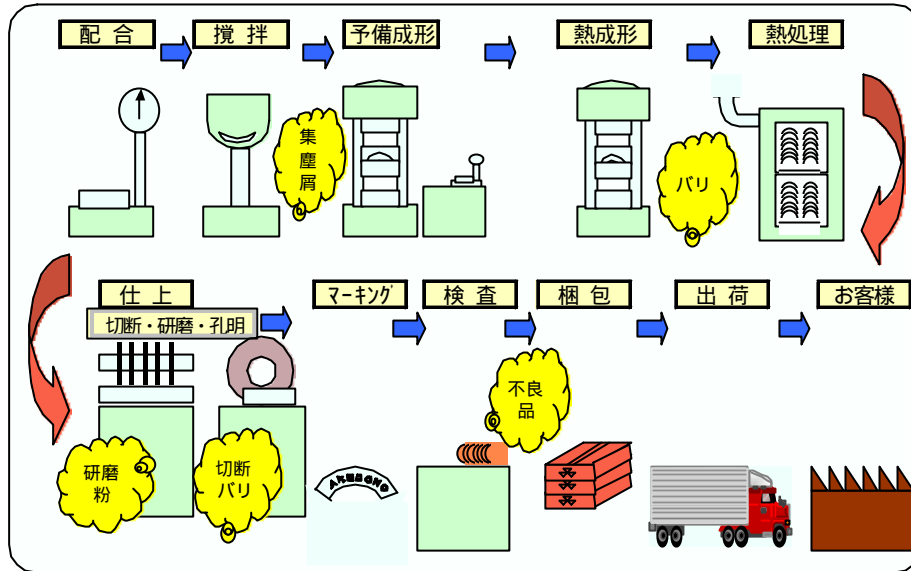 配合
撹拌
予備成形
熱成形
熱処理
集
塵
屑
バリ
仕上
切断・研磨・孔明
マーキング
検査
梱包
出荷
お客様
不良
品
研磨
粉
切断
バリ
AKEBONO